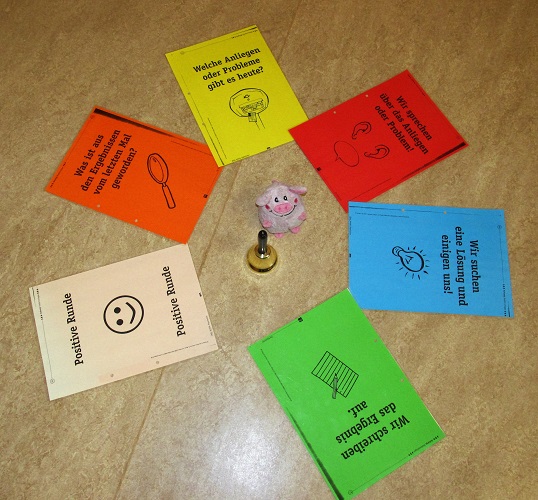 Positive Runde
Positive Runde
Was ist aus
den Ergebnissen
vom letzten Mal
geworden?
Welche Anliegen
oder Probleme
gibt es heute?
Wir sprechen
über das Anliegen
oder Problem!
Wir suchen
eine Lösung und
einigen uns!
Wir schreiben
das Ergebnis
auf.